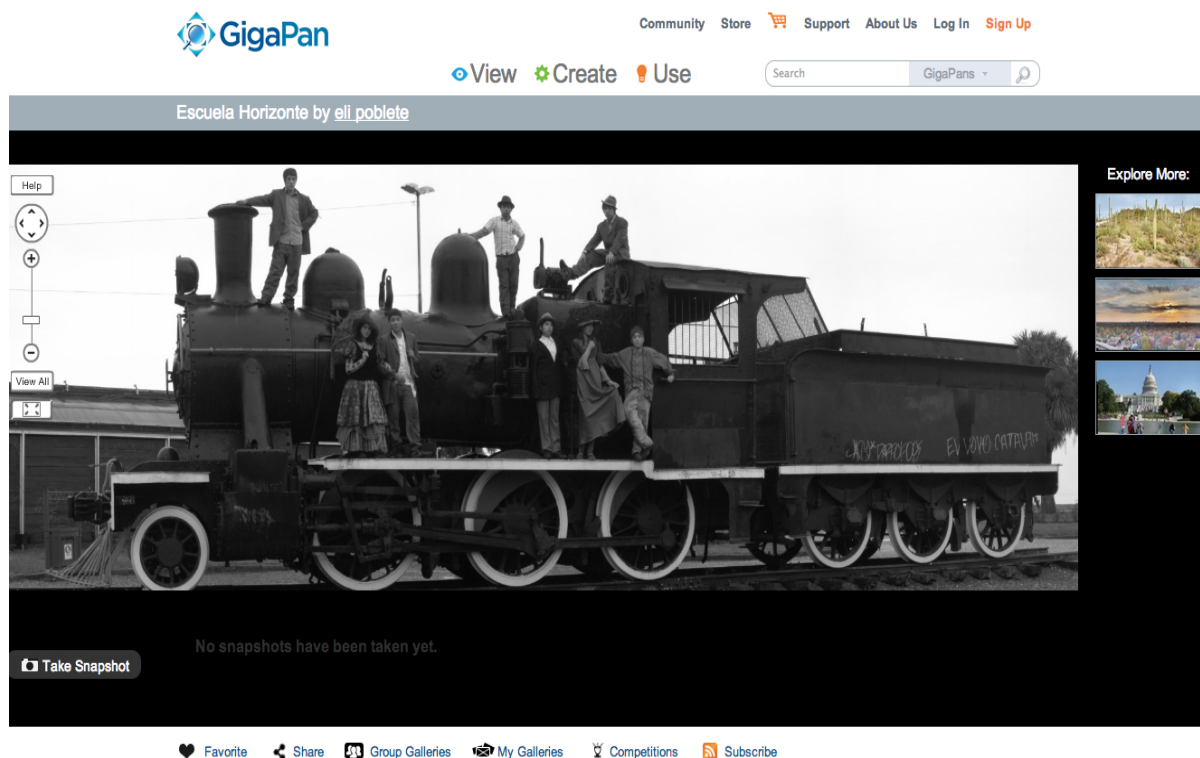 GigaPan
Community Store Support About Us Log In Sign Up
View Create Use
Search GigaPans
Escuela Horizonte by eli poblete
Help
Explore More:
View All
No snapshots have been taken yet.
Take Snapshot
Favorite Share Group Galleries My Galleries Competitions Subscribe